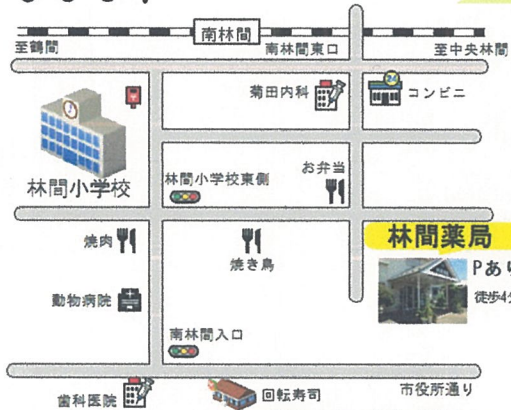 南林間
至鶴間
南林間東口
至中央林間
菊田内科
24
コンビニ
林間小学校
林間小学校東側
お弁当
焼肉
焼き鳥
林間薬局
Pあり
徒歩4分
動物病院
南林間入口
歯科医院
回転寿司
市役所通り